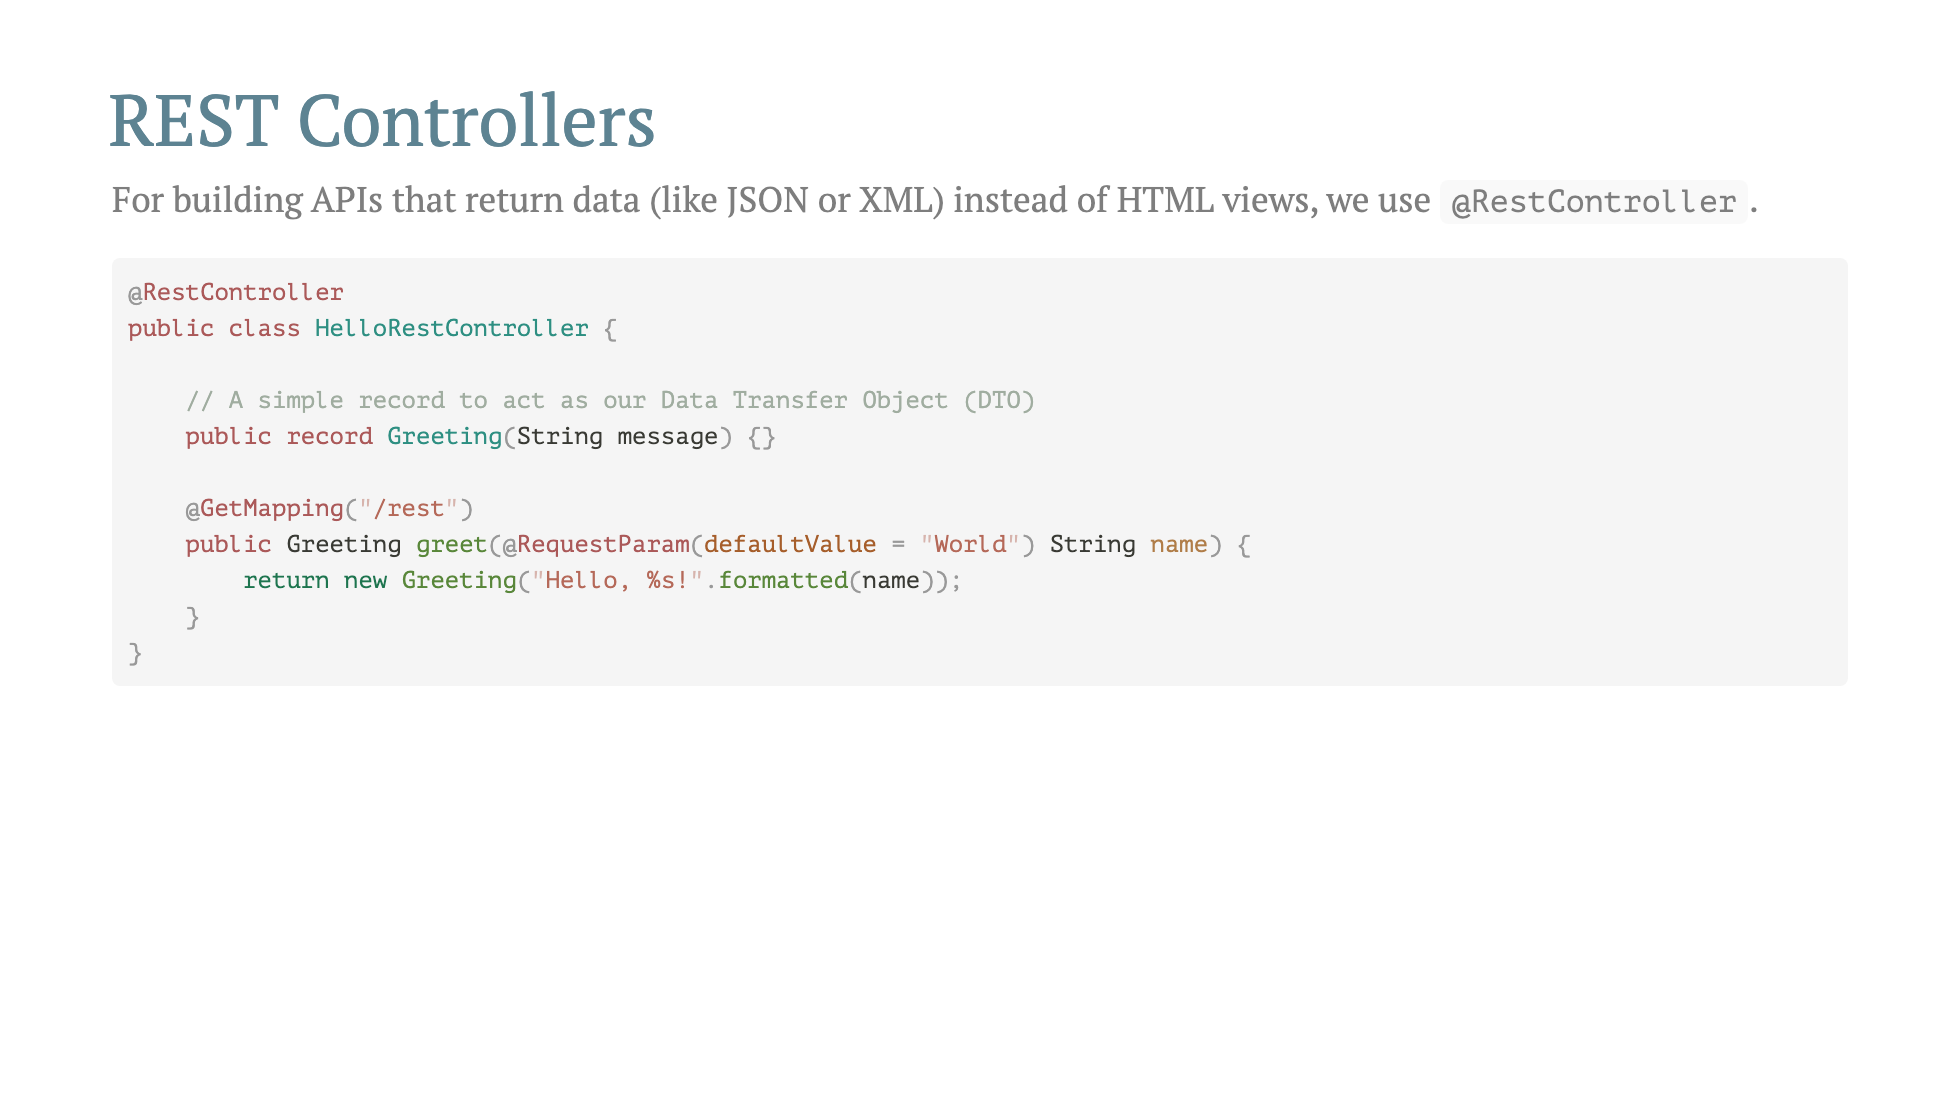 REST Controllers
For building APIs that return data (like JSON or XML) instead of HTML views, we use @RestController.
@RestController
public class HelloRestController {
    // A simple record to act as our Data Transfer Object (DTO)
    public record Greeting(String message) {}
    @GetMapping("/rest")
    public Greeting greet(@RequestParam(defaultValue = "World") String name) {
        return new Greeting("Hello, %s!".formatted(name));
    }
}